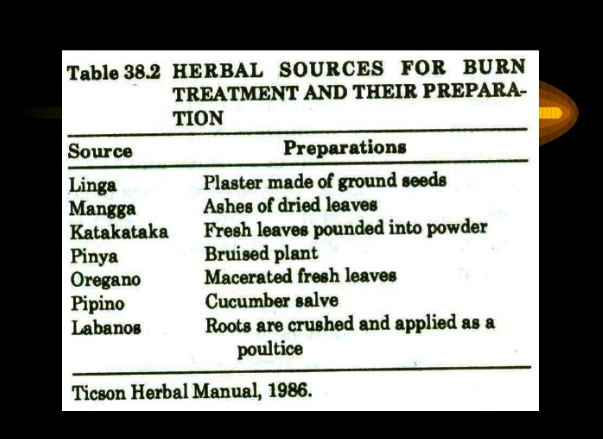 Table 38.2 HERBAL SOURCES FOR BURN
TREATMENT AND THEIR PREPARA-
TION
Source Preparations
Linga Plaster made of ground seeds
Mangga Ashes of dried leaves
Katakataka Fresh leaves pounded into powder
Pinya Bruised plant
Oregano Macerated fresh leaves
Pipino Cucumber salve
Labanos Roots are crushed and applied as a
poultice
Ticson Herbal Manual, 1986.